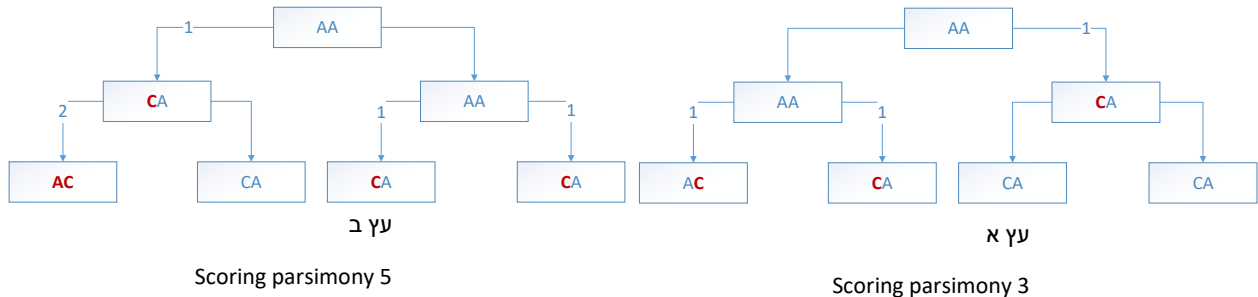 1 AA
CA AA
2 1 1
AC CA CA CA
עץ ב
Scoring parsimony 5
AA 1
AA CA
1 1
AC CA CA CA
עץ א
Scoring parsimony 3